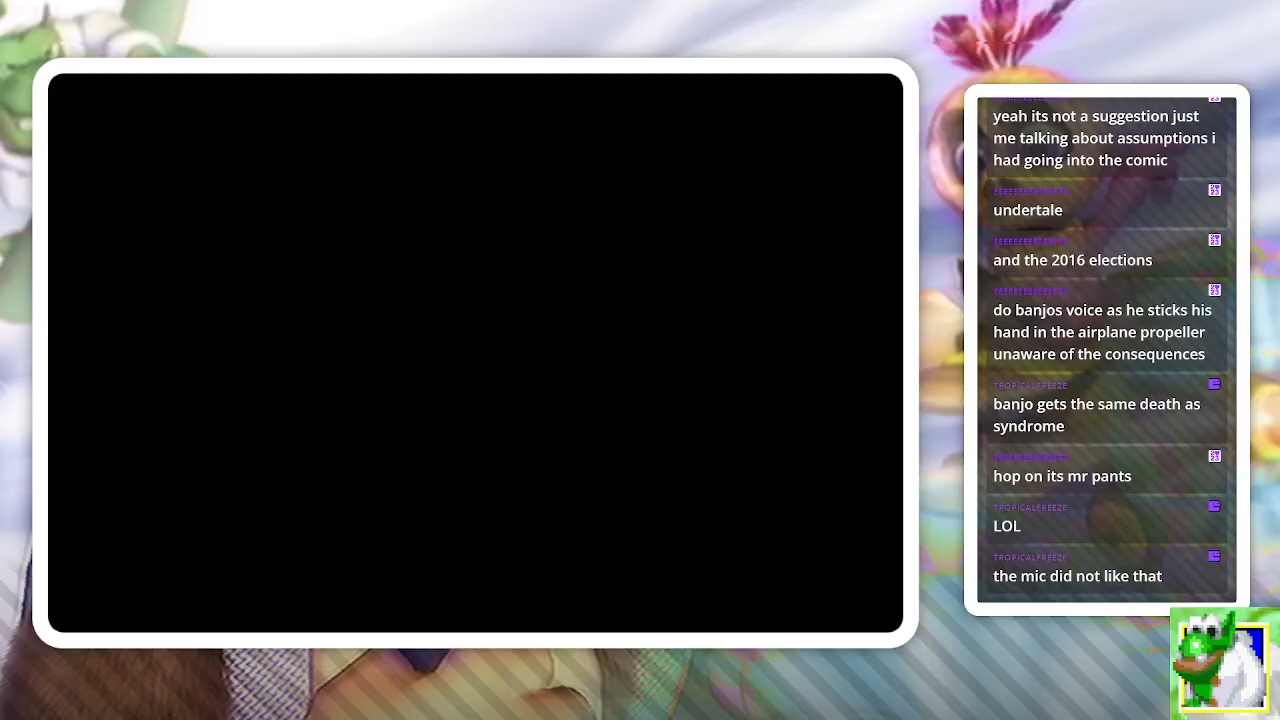 yeah its not a suggestion just
me talking about assumptions i
had going into the comic
undertale
and the 2016 elections
do banjos voice as he sticks his
hand in the airplane propeller
unaware of the consequences
TROPICALFREEZE
banjo gets the same death as
syndrome
hop on its mr pants
TROPICALFREEZE
LOL
TROPICALFREEZE
the mic did not like that